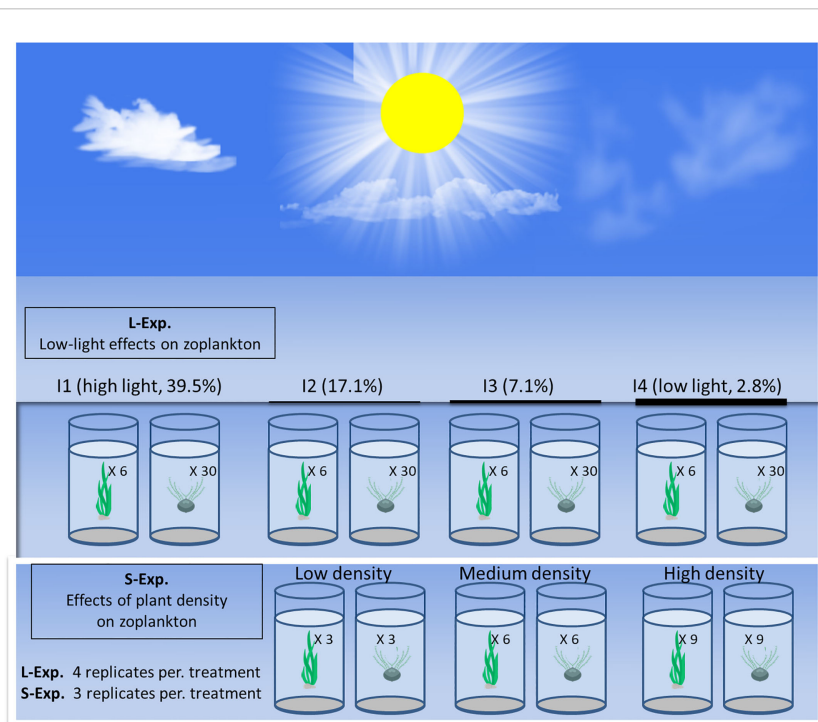 L-Exp.
Low-light effects on zoplankton
I1 (high light, 39.5%)
I2 (17.1%)
I3 (7.1%)
I4 (low light, 2.8%)
X 6
X 30
X 6
X 30
X 6
X 30
X 6
X 30
S-Exp.
Effects of plant density
on zoplankton
Low density
Medium density
High density
X 3
X 3
X 6
X 6
X 9
X 9
L-Exp. 4 replicates per. treatment
S-Exp. 3 replicates per. treatment